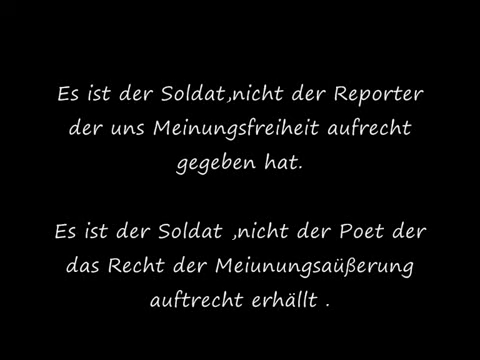 Es ist der Soldat,nicht der Reporter
der uns Meinungsfreiheit aufrecht
gegeben hat.
Es ist der Soldat ,nicht der Poet der
das Recht der Meiunungsaüßerung
auftrecht erhällt .